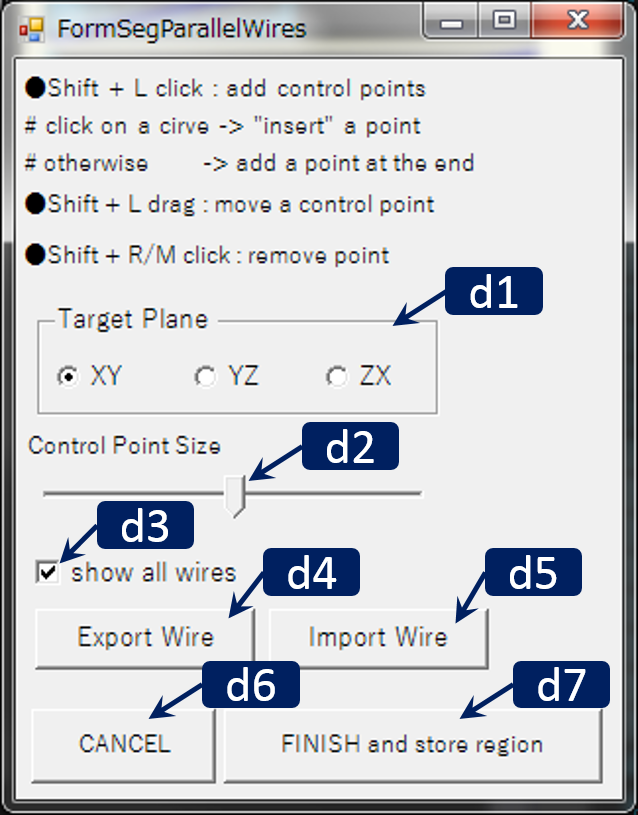 FormSegParallelWires
●Shift + L click : add control points
# click on a cirve -> "insert" a point
# otherwise -> add a point at the end
●Shift + L drag : move a control point
●Shift + R/M click : remove point
d1
Target Plane
XY YZ ZX
Control Point Size
d2
d3
show all wires
d4
d5
Export Wire Import Wire
d6
d7
CANCEL FINISH and store region